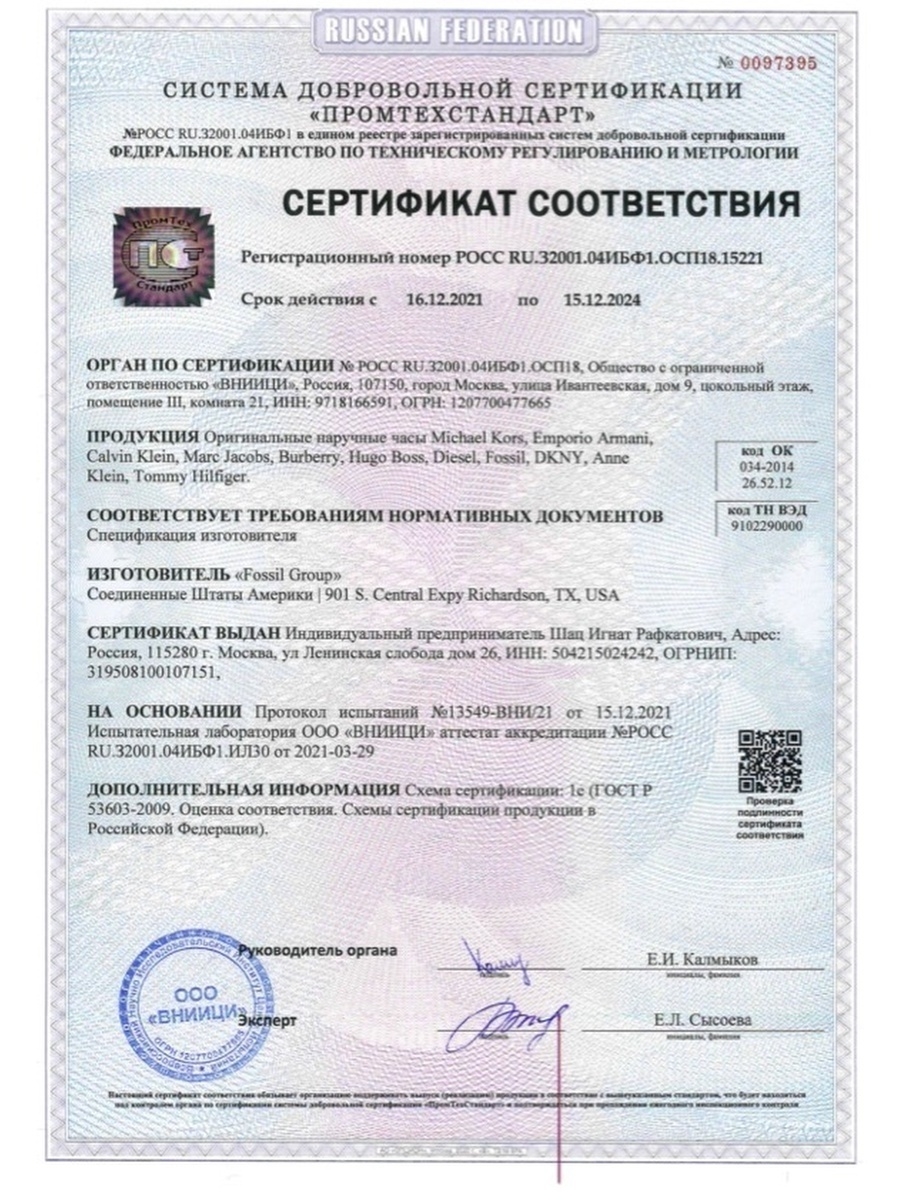 RUSSIAN FEDERATION
№ 0097395
СИСТЕМА ДОБРОВОЛЬНОЙ СЕРТИФИКАЦИИ
«ПРОМТЕХСТАНДАРТ»
№РОСС RU.32001.04ИБФ1 в едином реестре зарегистрированных систем добровольной сертификации
ФЕДЕРАЛЬНОЕ АГЕНТСТВО ПО ТЕХНИЧЕСКОМУ РЕГУЛИРОВАНИЮ И МЕТРОЛОГИИ
СЕРТИФИКАТ СООТВЕТСТВИЯ
ПромТех
ПСТ
Стандарт
Регистрационный номер РОСС RU.32001.04ИБФ1.ОСП18.15221
Срок действия с 16.12.2021 по 15.12.2024
ОРГАН ПО СЕРТИФИКАЦИИ № РОСС RU.32001.04ИБФ1.ОСП18, Общество с ограниченной
ответственностью «ВНИИЦИ», Россия, 107150, город Москва, улица Ивантеевская, дом 9, цокольный этаж,
помещение III, комната 21, ИНН: 9718166591, ОГРН: 1207700477665
ПРОДУКЦИЯ Оригинальные наручные часы Michael Kors, Emporio Armani,
Calvin Klein, Marc Jacobs, Burberry, Hugo Boss, Diesel, Fossil, DKNY, Anne
Klein, Tommy Hilfiger.
код ОК
034-2014
26.52.12
СООТВЕТСТВУЕТ ТРЕБОВАНИЯМ НОРМАТИВНЫХ ДОКУМЕНТОВ
Спецификация изготовителя
код ТН ВЭД
9102290000
ИЗГОТОВИТЕЛЬ «Fossil Group»
Соединенные Штаты Америки | 901 S. Central Expy Richardson, TX, USA
СЕРТИФИКАТ ВЫДАН Индивидуальный предприниматель Шац Игнат Рафкатович, Адрес:
Россия, 115280 г. Москва, ул Ленинская слобода дом 26, ИНН: 504215024242, ОГРНИП:
319508100107151,
НА ОСНОВАНИИ Протокол испытаний №13549-ВНИ/21 от 15.12.2021
Испытательная лаборатория ООО «ВНИИЦИ» аттестат аккредитации №РОСС
RU.32001.04ИБФ1.ИЛ30 от 2021-03-29
ДОПОЛНИТЕЛЬНАЯ ИНФОРМАЦИЯ Схема сертификации: 1с (ГОСТ Р
53603-2009. Оценка соответствия. Схемы сертификации продукции в
Российской Федерации).
Проверка
подлинности
сертификата
соответствия
Руководитель органа
подпись
Е.И. Калмыков
инициалы, фамилия
ООО
«ВНИИЦИ»
ОГРН 1207700477665
Эксперт
подпись
Е.Л. Сысоева
инициалы, фамилия
Настоящий сертификат соответствия обязывает организацию поддерживать выпуск (реализацию) продукции в соответствие с вышеуказанным стандартом, что будет находиться
под контролем органа по сертификации системы добровольной сертификации «ПромТехСтандарт» и подтверждаться при прохождении ежегодного инспекционного контроля